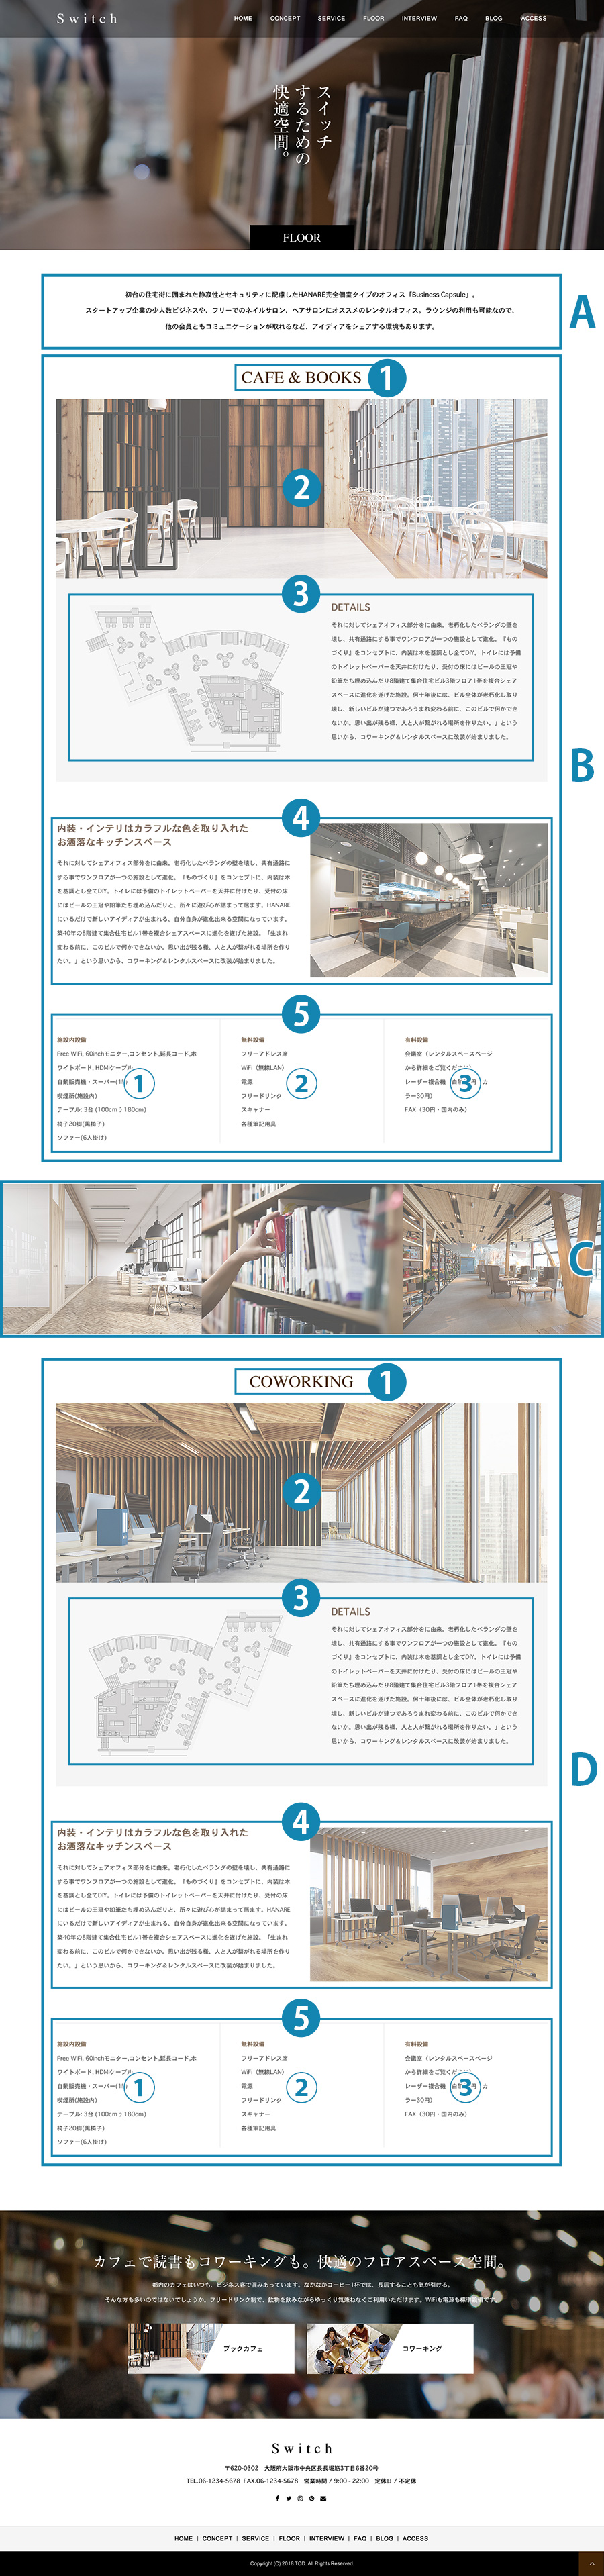 Switch
HOME CONCEPT SERVICE FLOOR INTERVIEW FAQ BLOG ACCESS
スイッチ
するための
快適空間。
FLOOR
A
初台の住宅街に囲まれた静寂性とセキュリティに配慮したHANARE完全個室タイプのオフィス「Business Capsule」。
スタートアップ企業の少人数ビジネスや、フリーでのネイルサロン、ヘアサロンにオススメのレンタルオフィス。ラウンジの利用も可能なので、
他の会員ともコミュニケーションが取れるなど、アイディアをシェアする環境もあります。
B
CAFE & BOOKS
1
2
3
DETAILS
それに対してシェアオフィス部分をに由来。老朽化したベランダの壁を
壊し、共有通路にする事でワンフロアが一つの施設として進化。『もの
づくり』をコンセプトに、内装は木を基調とし全てDIY。トイレには予備
のトイレットペーパーを天井に付けたり、受付の床にはビールの王冠や
鉛筆たち埋め込んだり8階建て集合住宅ビル3階フロア1帯を複合シェア
スペースに進化を遂げた施設。何十年後には、ビル全体が老朽化し取り
壊し、新しいビルが建つであろうまれ変わる前に、このビルで何かでき
ないか。思い出が残る様、人と人が繋がれる場所を作りたい。」という
思いから、コワーキング＆レンタルスペースに改装が始まりました。
4
内装・インテリはカラフルな色を取り入れた
お洒落なキッチンスペース
それに対してシェアオフィス部分をに由来。老朽化したベランダの壁を壊し、共有通路に
する事でワンフロアが一つの施設として進化。『ものづくり』をコンセプトに、内装は木
を基調とし全てDIY。トイレには予備のトイレットペーパーを天井に付けたり、受付の床
にはビールの王冠や鉛筆たち埋め込んだりと、所々に遊び心が詰まって居ます。HANARE
にいるだけで新しいアイディアが生まれる、自分自身が進化出来る空間になっています。
築40年の8階建て集合住宅ビル1帯を複合シェアスペースに進化を遂げた施設。「生まれ
変わる前に、このビルで何かできないか。思い出が残る様、人と人が繋がれる場所を作り
たい。」という思いから、コワーキング＆レンタルスペースに改装が始まりました。
5
施設内設備
Free WiFi, 60inchモニター,コンセント,延長コード,ホ
ワイトボード, HDMIケーブル
自動販売機・スーパー(1
喫煙所(施設内)
テーブル: 3台 (100cm × 180cm)
椅子20脚(黒椅子)
ソファー(6人掛け)
1
無料設備
フリーアドレス席
WiFi（無線LAN）
電源
フリードリンク
スキャナー
各種筆記用具
2
有料設備
会議室（レンタルスペースページ
から詳細をご覧ください）
レーザー複合機（白黒 円 カ
ラー30円）
FAX（30円・国内のみ）
3
C
D
COWORKING
1
2
3
DETAILS
それに対してシェアオフィス部分をに由来。老朽化したベランダの壁を
壊し、共有通路にする事でワンフロアが一つの施設として進化。『もの
づくり』をコンセプトに、内装は木を基調とし全てDIY。トイレには予備
のトイレットペーパーを天井に付けたり、受付の床にはビールの王冠や
鉛筆たち埋め込んだり8階建て集合住宅ビル3階フロア1帯を複合シェア
スペースに進化を遂げた施設。何十年後には、ビル全体が老朽化し取り
壊し、新しいビルが建つであろうまれ変わる前に、このビルで何かでき
ないか。思い出が残る様、人と人が繋がれる場所を作りたい。」という
思いから、コワーキング＆レンタルスペースに改装が始まりました。
4
内装・インテリはカラフルな色を取り入れた
お洒落なキッチンスペース
それに対してシェアオフィス部分をに由来。老朽化したベランダの壁を壊し、共有通路に
する事でワンフロアが一つの施設として進化。『ものづくり』をコンセプトに、内装は木
を基調とし全てDIY。トイレには予備のトイレットペーパーを天井に付けたり、受付の床
にはビールの王冠や鉛筆たち埋め込んだりと、所々に遊び心が詰まって居ます。HANARE
にいるだけで新しいアイディアが生まれる、自分自身が進化出来る空間になっています。
築40年の8階建て集合住宅ビル1帯を複合シェアスペースに進化を遂げた施設。「生まれ
変わる前に、このビルで何かできないか。思い出が残る様、人と人が繋がれる場所を作り
たい。」という思いから、コワーキング＆レンタルスペースに改装が始まりました。
5
施設内設備
Free WiFi, 60inchモニター,コンセント,延長コード,ホ
ワイトボード, HDMIケーブル
自動販売機・スーパー(1
喫煙所(施設内)
テーブル: 3台 (100cm × 180cm)
椅子20脚(黒椅子)
ソファー(6人掛け)
1
無料設備
フリーアドレス席
WiFi（無線LAN）
電源
フリードリンク
スキャナー
各種筆記用具
2
有料設備
会議室（レンタルスペースページ
から詳細をご覧ください）
レーザー複合機（白黒 円 カ
ラー30円）
FAX（30円・国内のみ）
3
カフェで読書もコワーキングも。快適のフロアスペース空間。
都内のカフェはいつも、ビジネス客で混みあっています。なかなかコーヒー1杯では、長居することも気が引ける。
そんな方も多いのではないでしょうか。フリードリンク制で、飲物を飲みながらゆっくり気兼ねなくご利用いただけます。WiFiも電源も標準装備です。
ブックカフェ
コワーキング
Switch
〒620-0302 大阪府大阪市中央区長長堀筋3丁目6番20号
TEL.06-1234-5678 FAX.06-1234-5678 営業時間 / 9:00 - 22:00 定休日 / 不定休
HOME | CONCEPT | SERVICE | FLOOR | INTERVIEW | FAQ | BLOG | ACCESS
Copyright (C) 2018 TCD. All Rights Reserved.